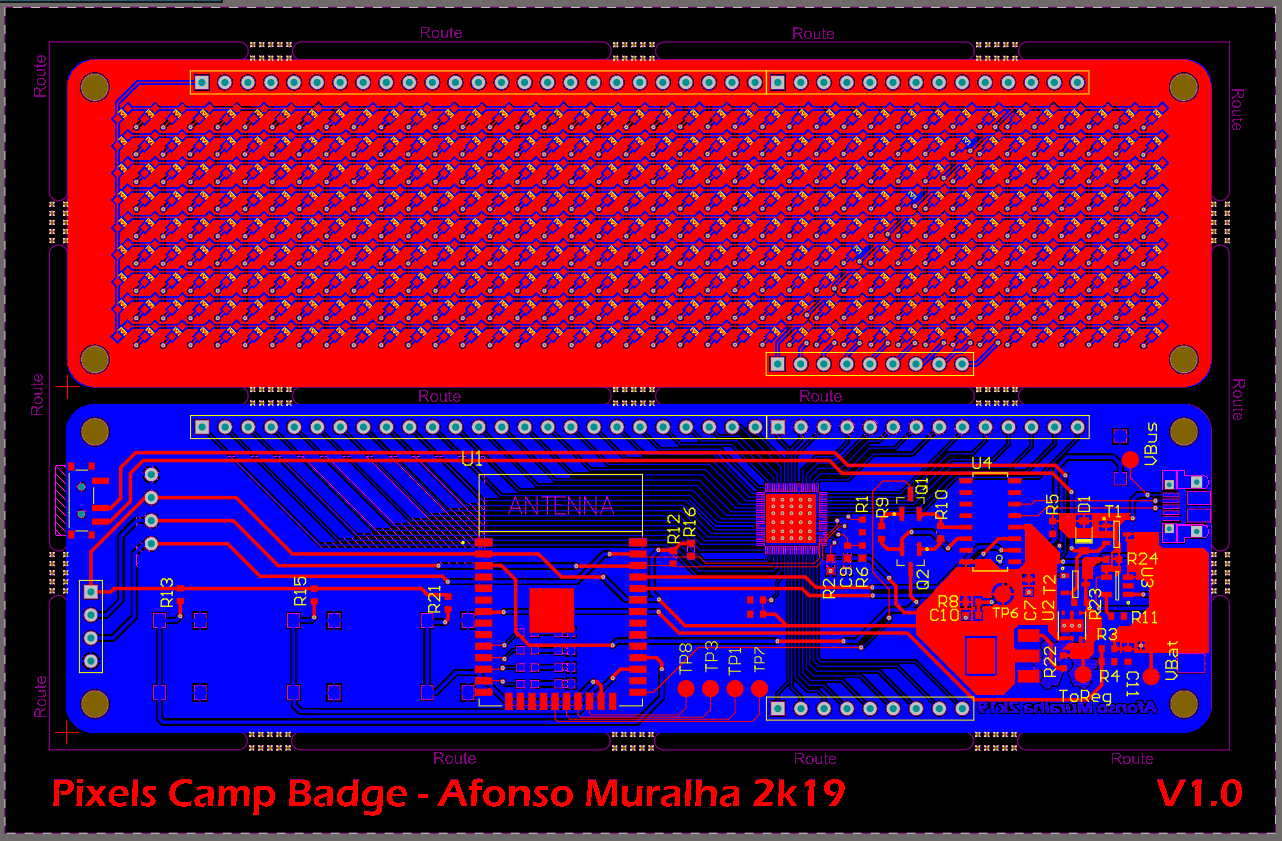 Route
Route
Route
Route
Route
Route
Route
Route
VBus
U1
U4
ANTENNA
Q1
R1
R9
R10
R5
D1
T1
R12
R16
R24
U3
R2
C9
R6
Q2
R13
R15
R21
R8
C10
TP6
C7
U2
T2
R23
R11
R3
R22
R4
TP8
TP3
TP1
TP7
VBat
C11
ToReg
Afonso Muralha 2k19
Route
Route
Route
Route
Pixels Camp Badge - Afonso Muralha 2k19
V1.0